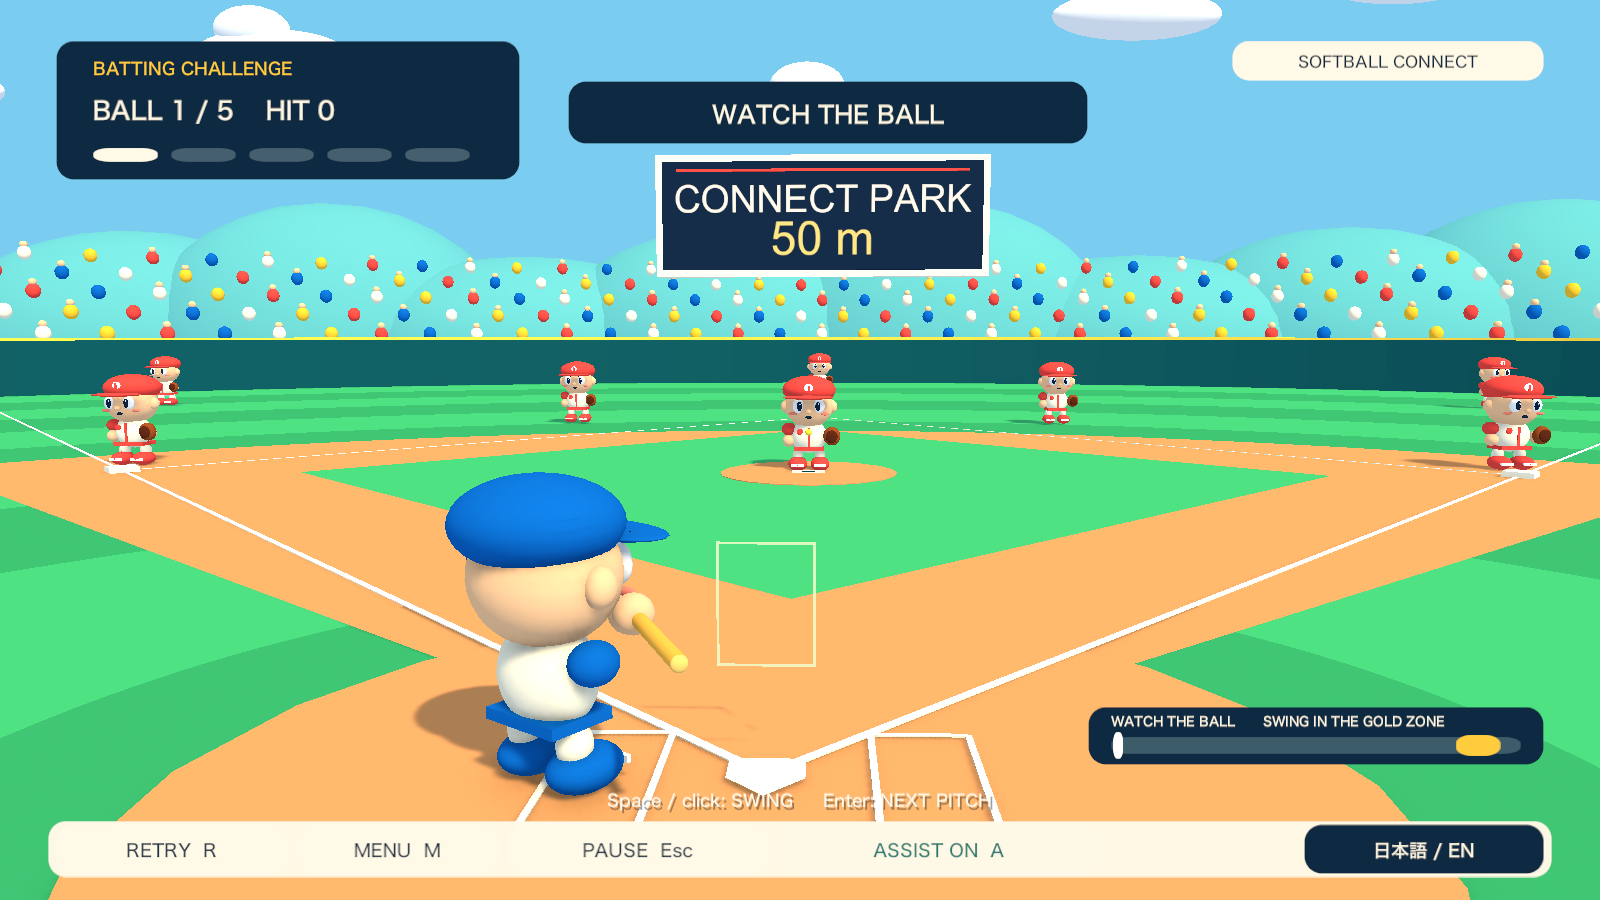 BATTING CHALLENGE
BALL 1 / 5 HIT 0
SOFTBALL CONNECT
WATCH THE BALL
CONNECT PARK
50 m
WATCH THE BALL SWING IN THE GOLD ZONE
Space / click: SWING Enter: NEXT PITCH
RETRY R MENU M PAUSE Esc ASSIST ON A 日本語 / EN